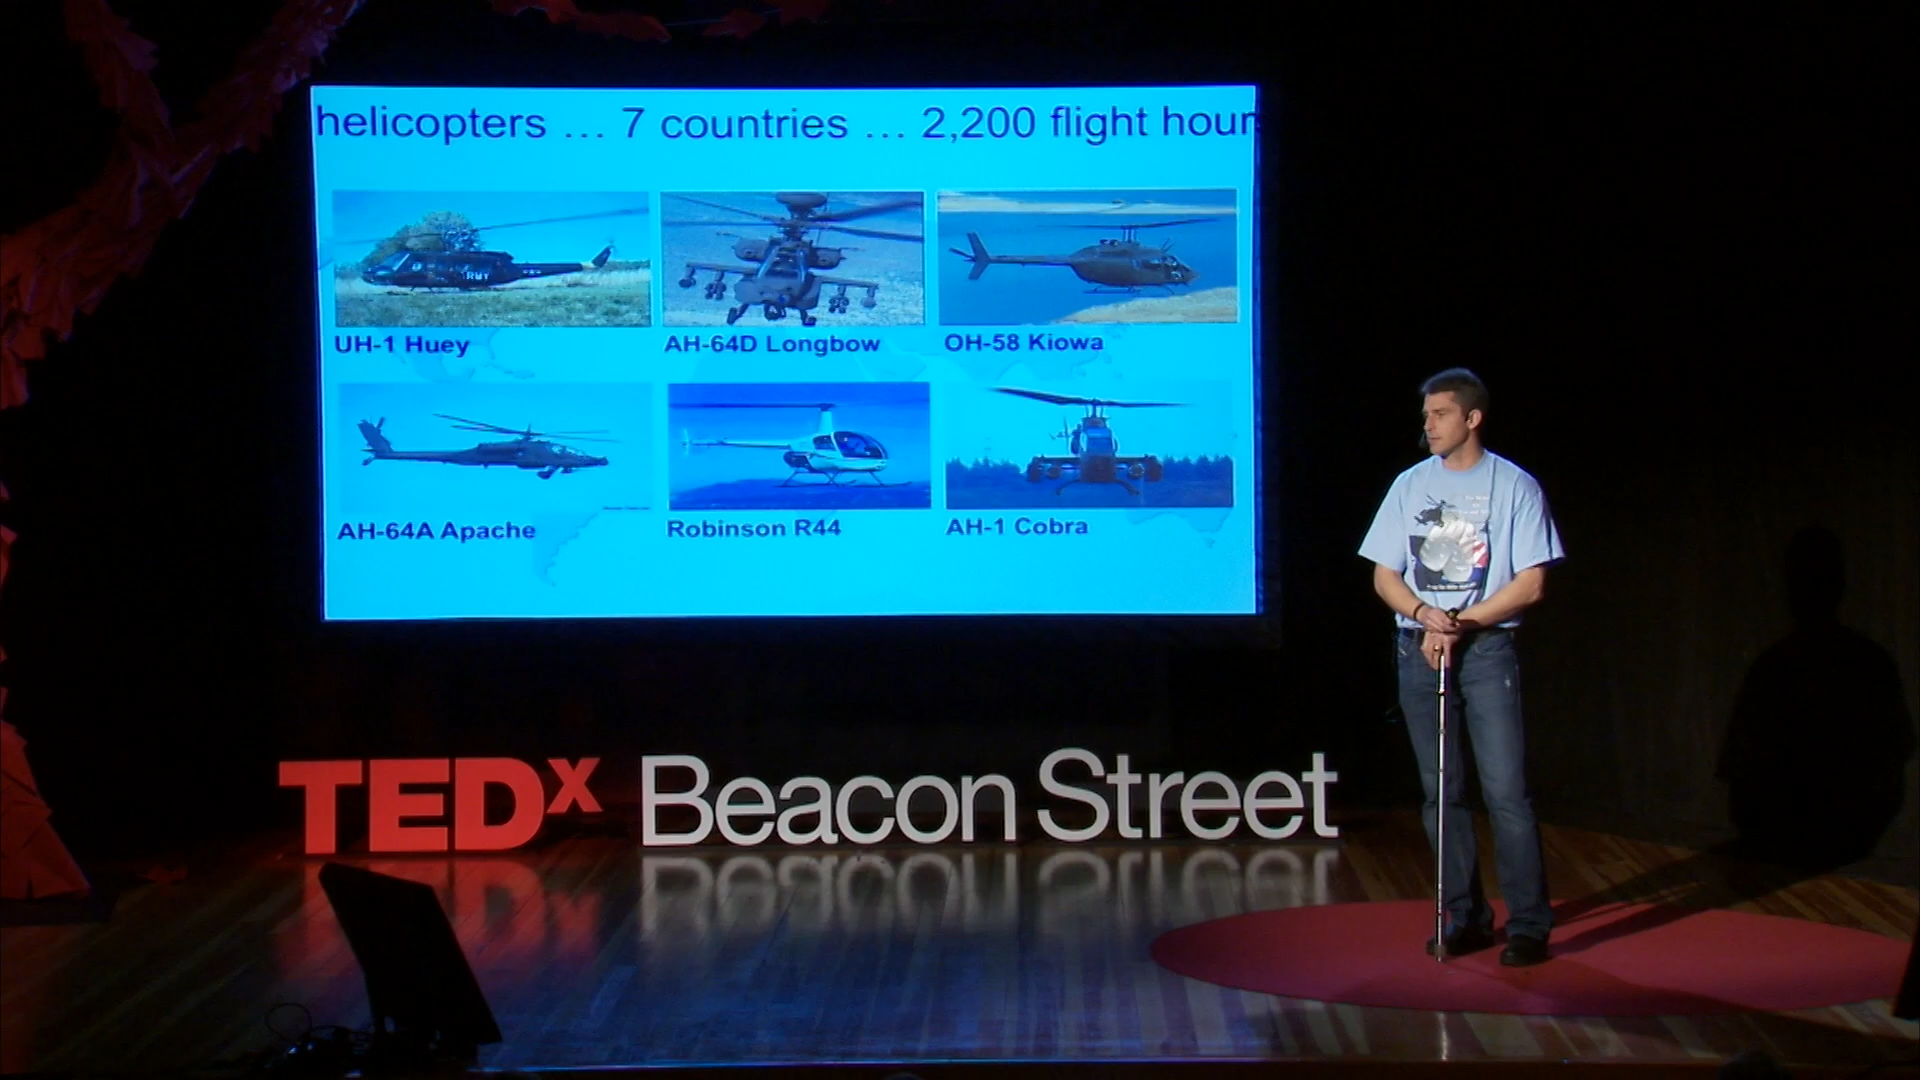 helicopters ... 7 countries ... 2,200 flight hour
UH-1 Huey
AH-64D Longbow
OH-58 Kiowa
AH-64A Apache
Robinson R44
AH-1 Cobra
TEDx Beacon Street